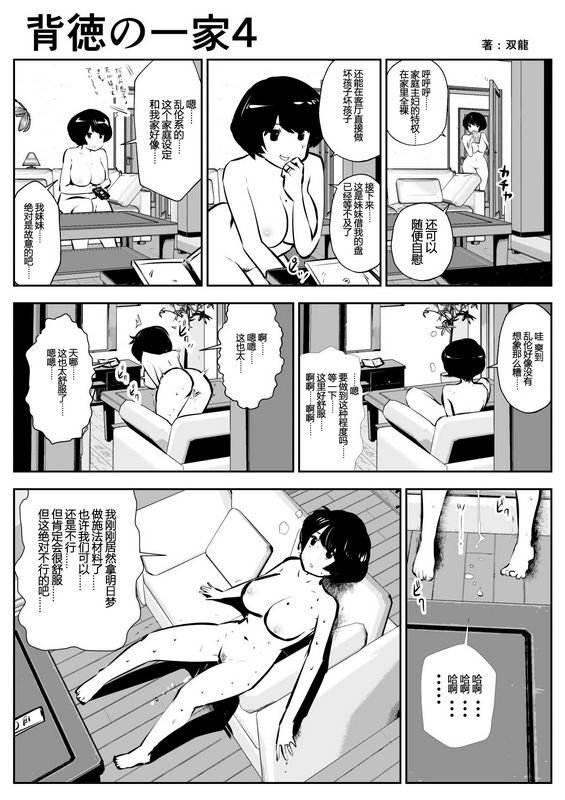 背徳の一家4
著：双龍
呼呼呼……
家庭主妇的特权，
在家里全裸
ガチャ
还可以
随便自慰
还能在客厅直接做
坏孩子坏孩子
接下来……
这是妹妹借我的盘
已经等不及了
嗯……
乱伦系的……
这个家庭设定
和我家好像……
我妹妹……
绝对是故意的吧……
哇 爽到
乱伦好像没有
想象那么糟……
……嗯
要做到这种程度吗
等一下……
这里好舒服……
啊啊……啊啊
啊……
嗯嗯……
这也太……
天哪……
这也太舒服了……
嗯嗯……
哈啊……
哈啊……
哈啊……
……
我刚刚居然拿明日梦
做施法材料了……
也许我们可以……
还是不行……
但肯定会很舒服……
但这绝对不行的吧……